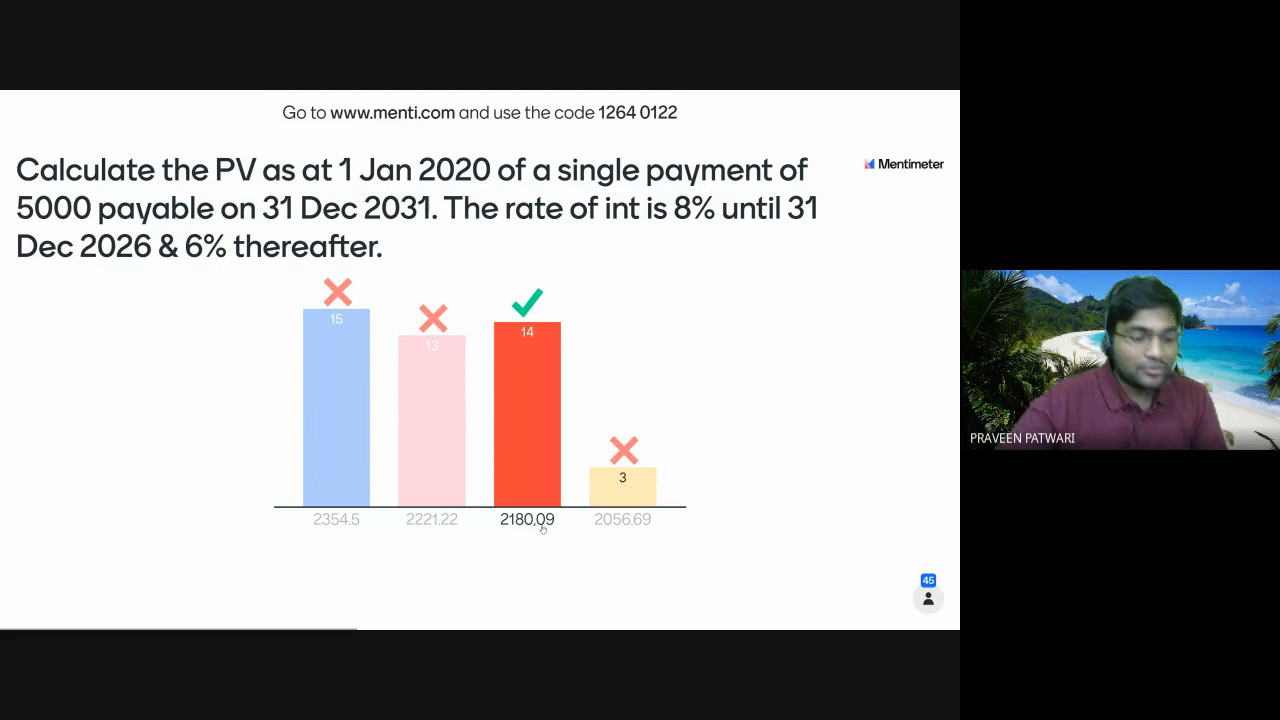 Go to www.menti.com and use the code 1264 0122
Mentimeter
Calculate the PV as at 1 Jan 2020 of a single payment of
5000 payable on 31 Dec 2031. The rate of int is 8% until 31
Dec 2026 & 6% thereafter.
15
13
14
3
2354.5
2221.22
2180.09
2056.69
45
PRAVEEN PATWARI